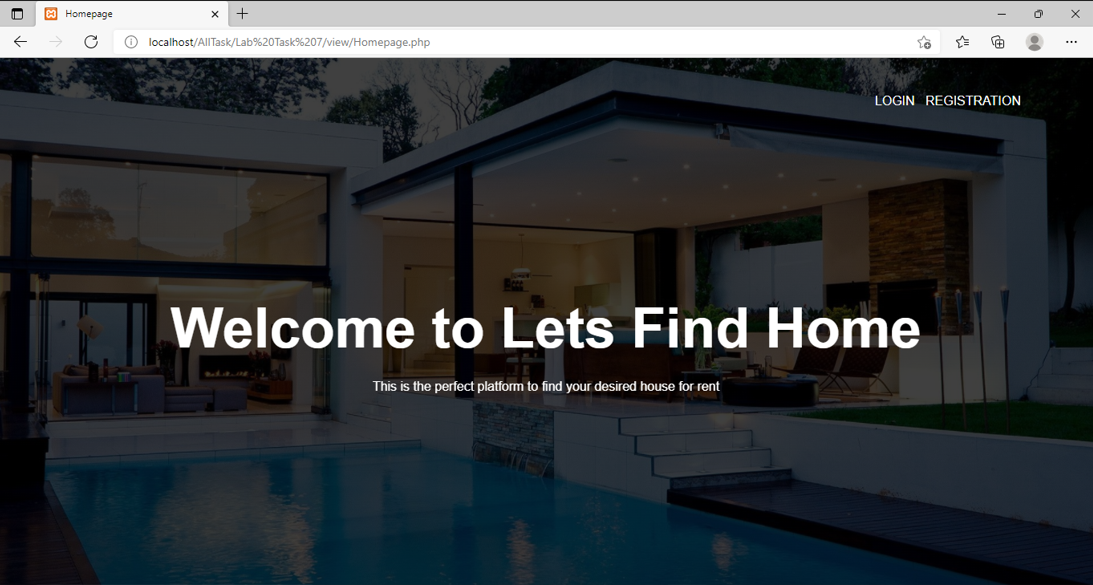 Homepage
localhost/AllTask/Lab%20Task%207/view/Homepage.php
LOGIN REGISTRATION
Welcome to Lets Find Home
This is the perfect platform to find your desired house for rent